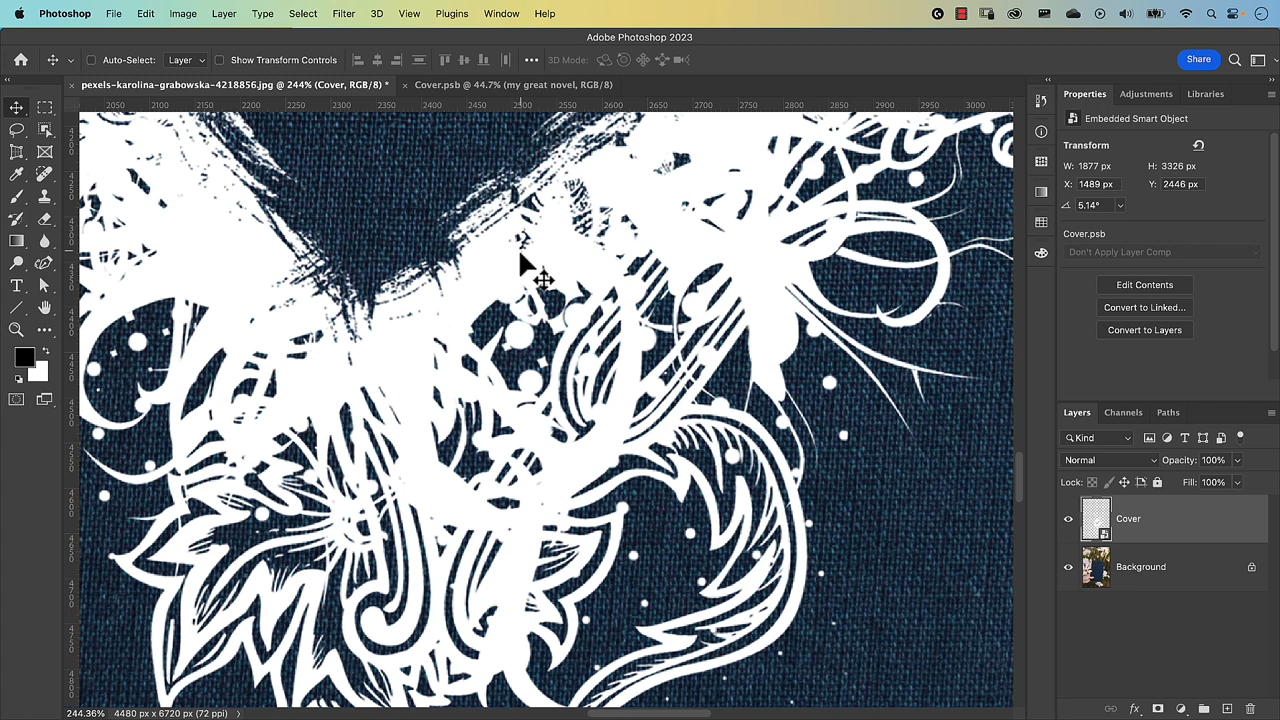 Photoshop File Edit Image Layer Type Select Filter 3D View Plugins Window Help
Adobe Photoshop 2023
Auto-Select: Layer Show Transform Controls 3D Mode: Share
pexels-karolina-grabowska-4218856.jpg @ 244% (Cover, RGB/8) * Cover.psb @ 44.7% (my great novel, RGB/8)
2050 2100 2150 2200 2250 2300 2350 2400 2450 2500 2550 2600 2650 2700 2750 2800 2850 2900 2950 3000
Properties Adjustments Libraries
Embedded Smart Object
Transform
W: 1877 px H: 3326 px
X: 1489 px Y: 2446 px
5.14°
Cover.psb
Don't Apply Layer Comp
Edit Contents
Convert to Linked...
Convert to Layers
Layers Channels Paths
Kind
Normal Opacity: 100%
Lock: Fill: 100%
Cover
Background
244.36% 4480 px x 6720 px (72 ppi)